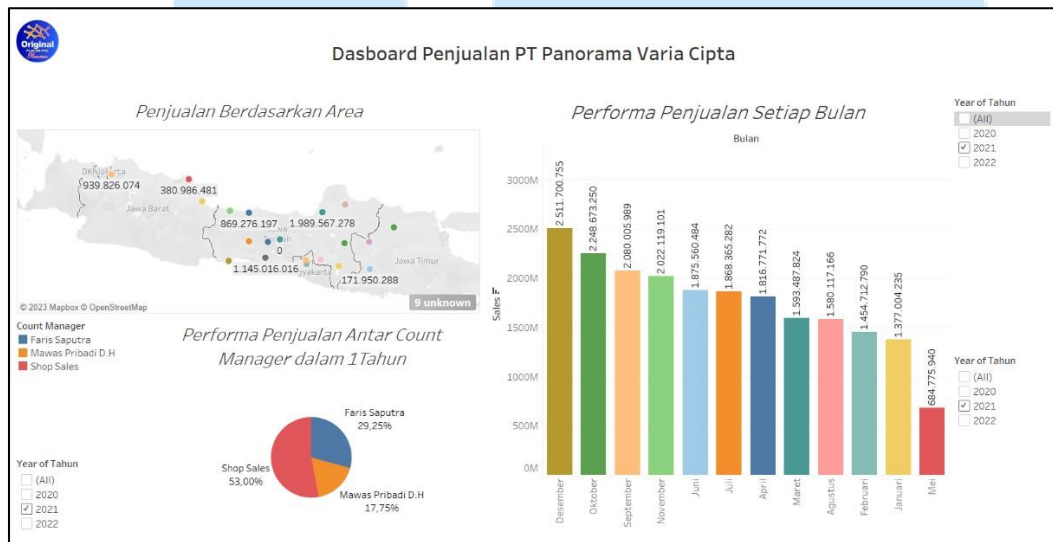 Original
Dasboard Penjualan PT Panorama Varia Cipta
Penjualan Berdasarkan Area
DKI Jakarta
939.826.074
380.986.481
Jawa Barat
869.276.197
1.989.567.278
0
1.145.016.016
171.950.288
Jawa Timur
© 2023 Mapbox © OpenStreetMap
9 unknown
Count Manager
Faris Saputra
Mawas Pribadi D.H
Shop Sales
Performa Penjualan Antar Count
Manager dalam 1Tahun
Faris Saputra
29,25%
Shop Sales
53,00%
Mawas Pribadi D.H
17,75%
Year of Tahun
(All)
2020
2021
2022
Performa Penjualan Setiap Bulan
Bulan
Sales
3000M
2500M
2000M
1500M
1000M
500M
0M
2.511.700.755
2.248.673.250
2.080.005.989
2.022.119.101
1.875.560.484
1.868.365.282
1.816.771.772
1.593.487.824
1.580.117.166
1.454.712.790
1.377.004.235
684.775.940
Desember
Oktober
September
November
Juni
Juli
April
Maret
Agustus
Februari
Januari
Mei
Year of Tahun
(All)
2020
2021
2022
Year of Tahun
(All)
2020
2021
2022